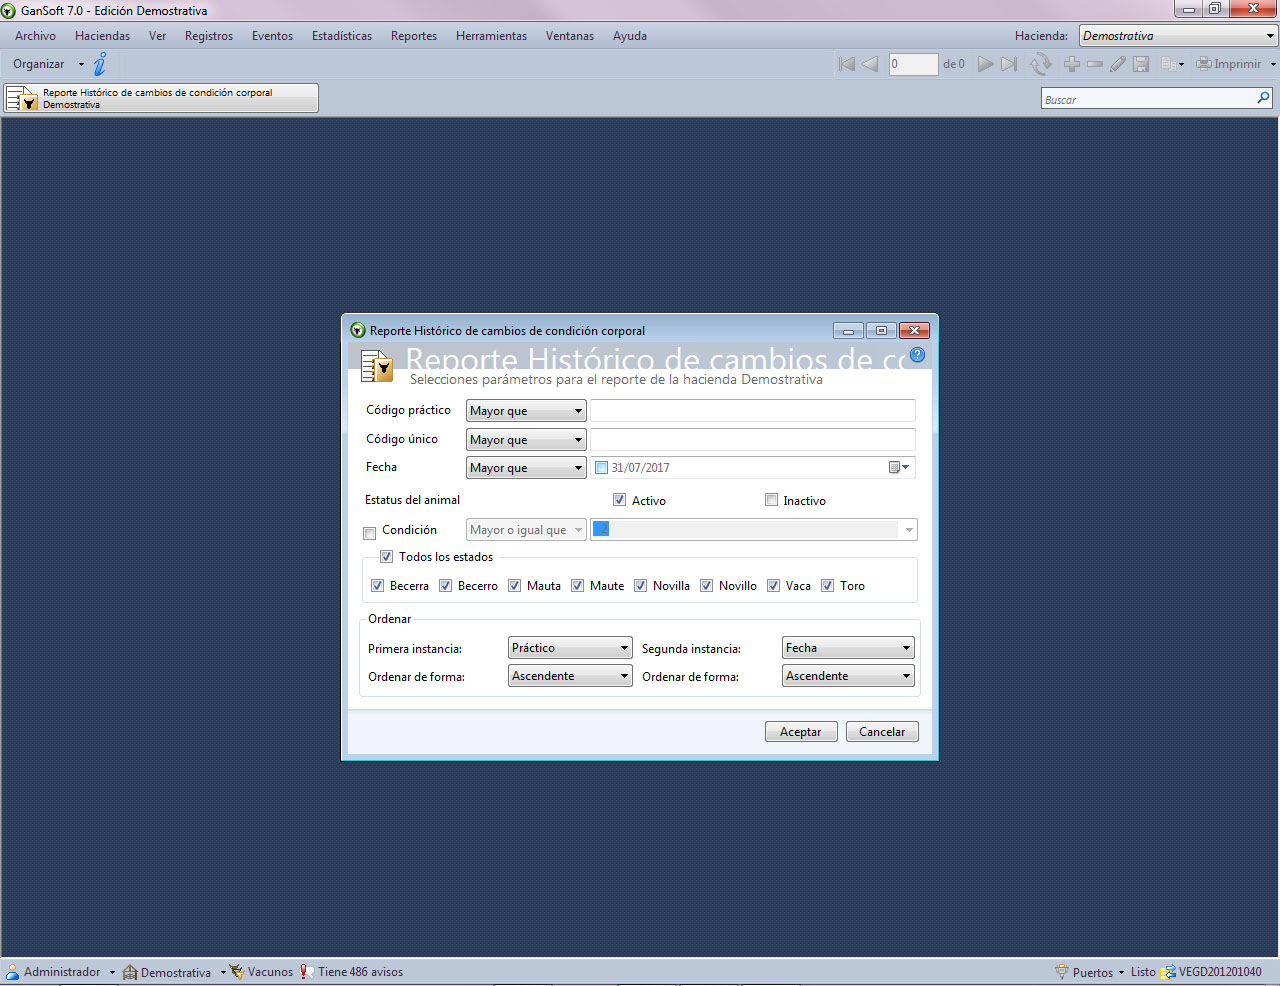 GanSoft 7.0 - Edición Demostrativa
Archivo Haciendas Ver Registros Eventos Estadísticas Reportes Herramientas Ventanas Ayuda Hacienda: Demostrativa
Organizar 0 de 0 Imprimir
Reporte Histórico de cambios de condición corporal
Demostrativa
Buscar
Reporte Histórico de cambios de condición corporal
Reporte Histórico de cambios de co
Selecciones parámetros para el reporte de la hacienda Demostrativa
Código práctico Mayor que
Código único Mayor que
Fecha Mayor que 31/07/2017
Estatus del animal Activo Inactivo
Condición Mayor o igual que 2
Todos los estados
Becerra Becerro Mauta Maute Novilla Novillo Vaca Toro
Ordenar
Primera instancia: Práctico Segunda instancia: Fecha
Ordenar de forma: Ascendente Ordenar de forma: Ascendente
Aceptar Cancelar
Administrador Demostrativa Vacunos Tiene 486 avisos Puertos Listo VEGD201201040